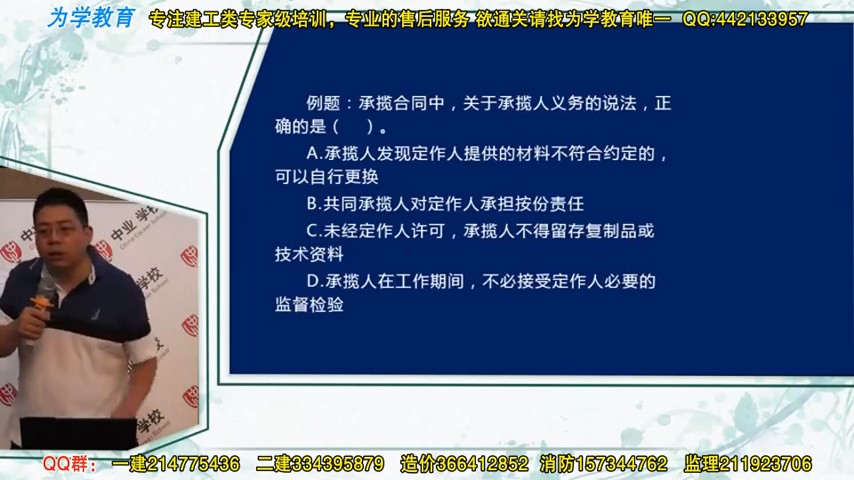 为学教育 专注建工类专家级培训，专业的售后服务 欲通关请找为学教育唯一 QQ:442133957
例题：承揽合同中，关于承揽人义务的说法，正
确的是（ ）。
A.承揽人发现定作人提供的材料不符合约定的，
可以自行更换
B.共同承揽人对定作人承担按份责任
C.未经定作人许可，承揽人不得留存复制品或
技术资料
D.承揽人在工作期间，不必接受定作人必要的
监督检验
中业 学校
China Career School
学校
QQ群： 一建214775436 二建334395879 造价366412852 消防157344762 监理211923706